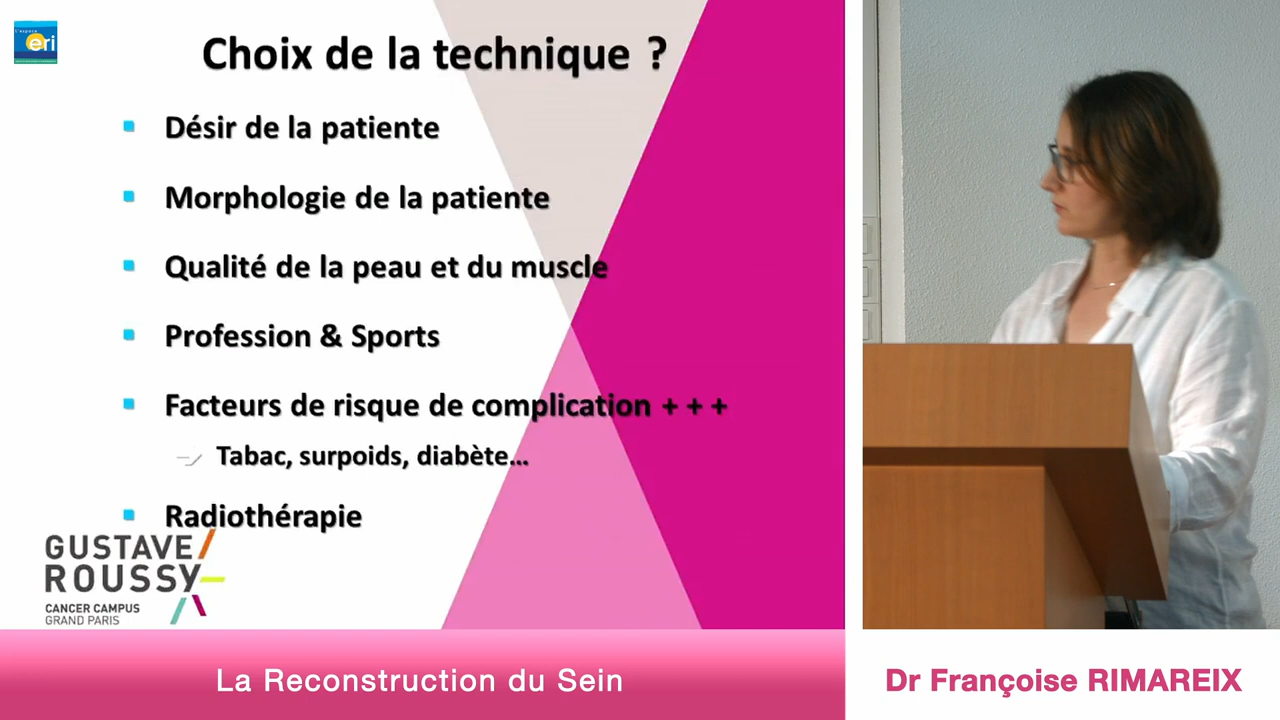 l'espace
eri
Choix de la technique ?
Désir de la patiente
Morphologie de la patiente
Qualité de la peau et du muscle
Profession & Sports
Facteurs de risque de complication + + +
Tabac, surpoids, diabète...
Radiothérapie
GUSTAVE
ROUSSY
CANCER CAMPUS
GRAND PARIS
La Reconstruction du Sein
Dr Françoise RIMAREIX